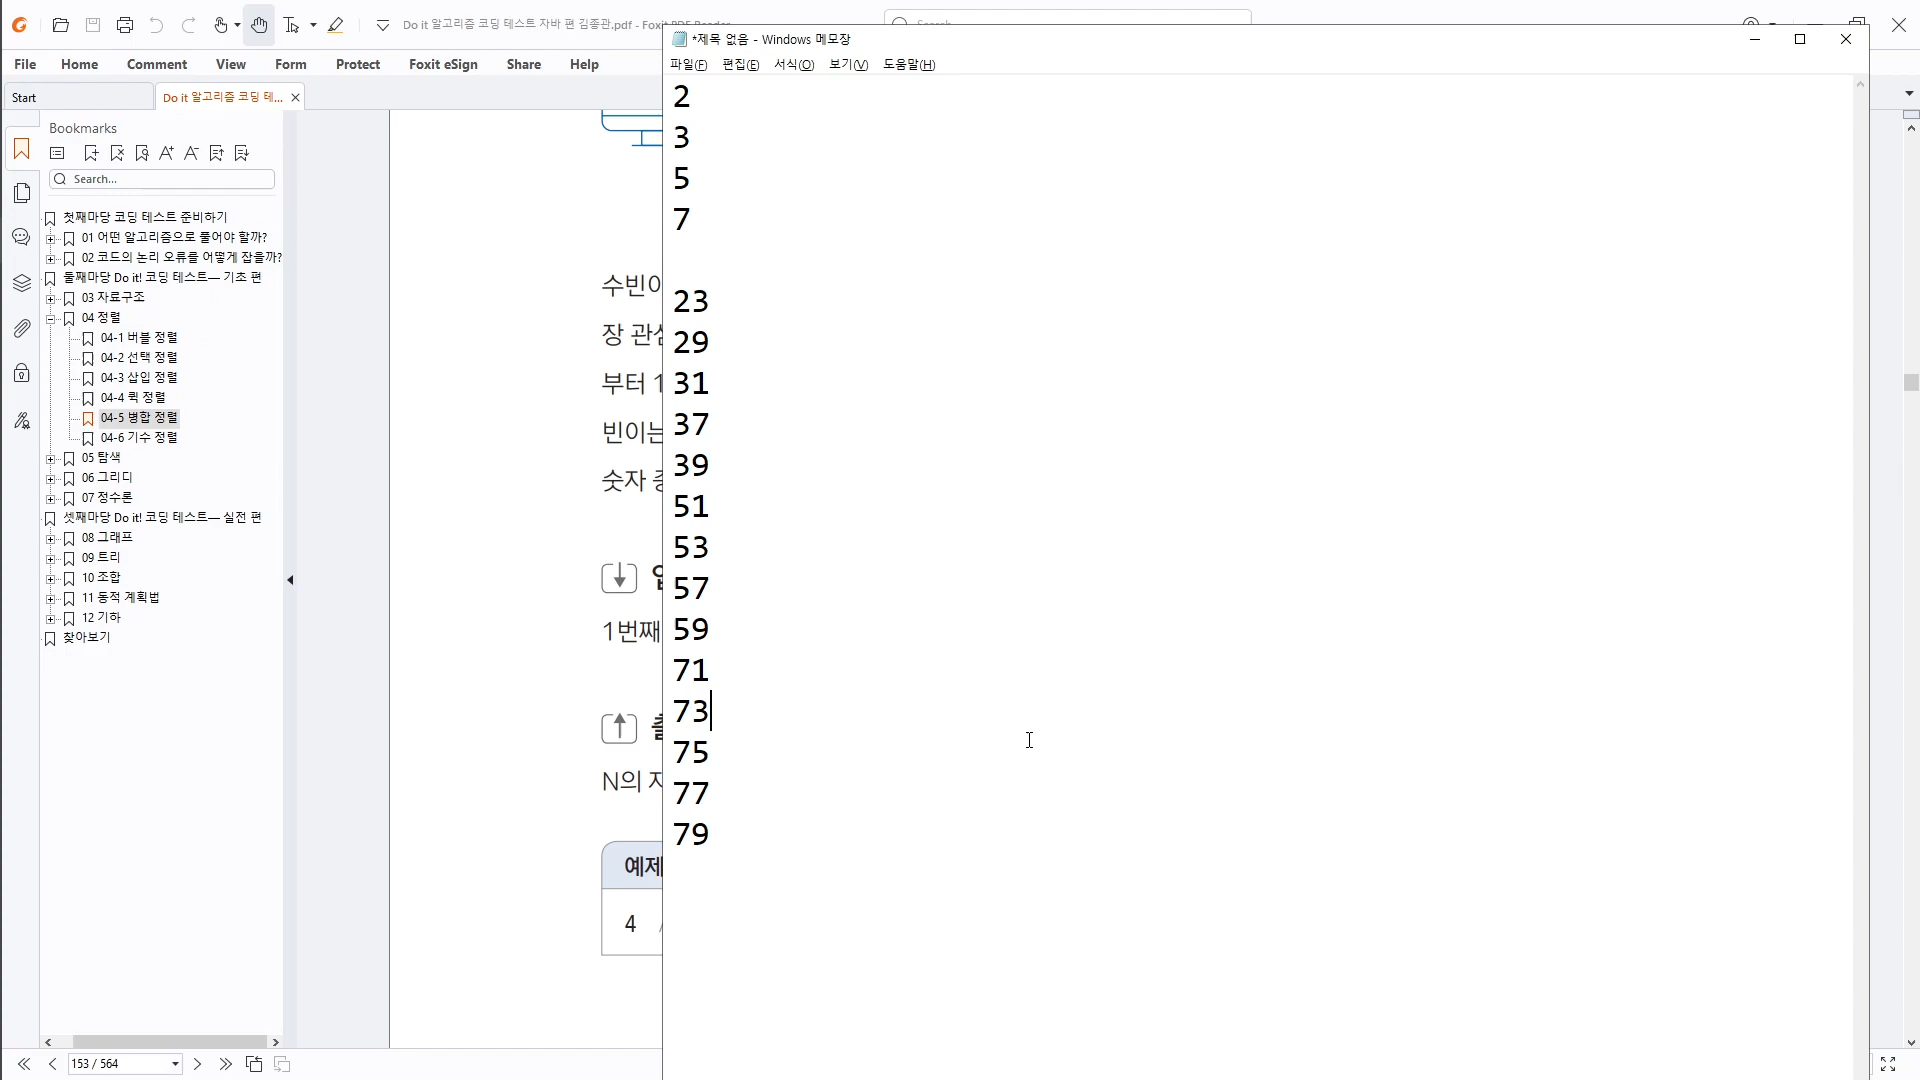 Do it 알고리즘 코딩 테스트 자바 편 김종관.pdf - Foxit PDF Reader
Search
File Home Comment View Form Protect Foxit eSign Share Help
Start
Do it 알고리즘 코딩 테...
Bookmarks
Search...
첫째마당 코딩 테스트 준비하기
01 어떤 알고리즘으로 풀어야 할까?
02 코드의 논리 오류를 어떻게 잡을까?
둘째마당 Do it! 코딩 테스트— 기초 편
03 자료구조
04 정렬
04-1 버블 정렬
04-2 선택 정렬
04-3 삽입 정렬
04-4 퀵 정렬
04-5 병합 정렬
04-6 기수 정렬
05 탐색
06 그리디
07 정수론
셋째마당 Do it! 코딩 테스트— 실전 편
08 그래프
09 트리
10 조합
11 동적 계획법
12 기하
찾아보기
153 / 564
수빈이
장 관심
부터 1
빈이는
숫자
1번째
N의 자
예제
4
*제목 없음 - Windows 메모장
파일(F) 편집(E) 서식(O) 보기(V) 도움말(H)
2
3
5
7
23
29
31
37
39
51
53
57
59
71
73
75
77
79